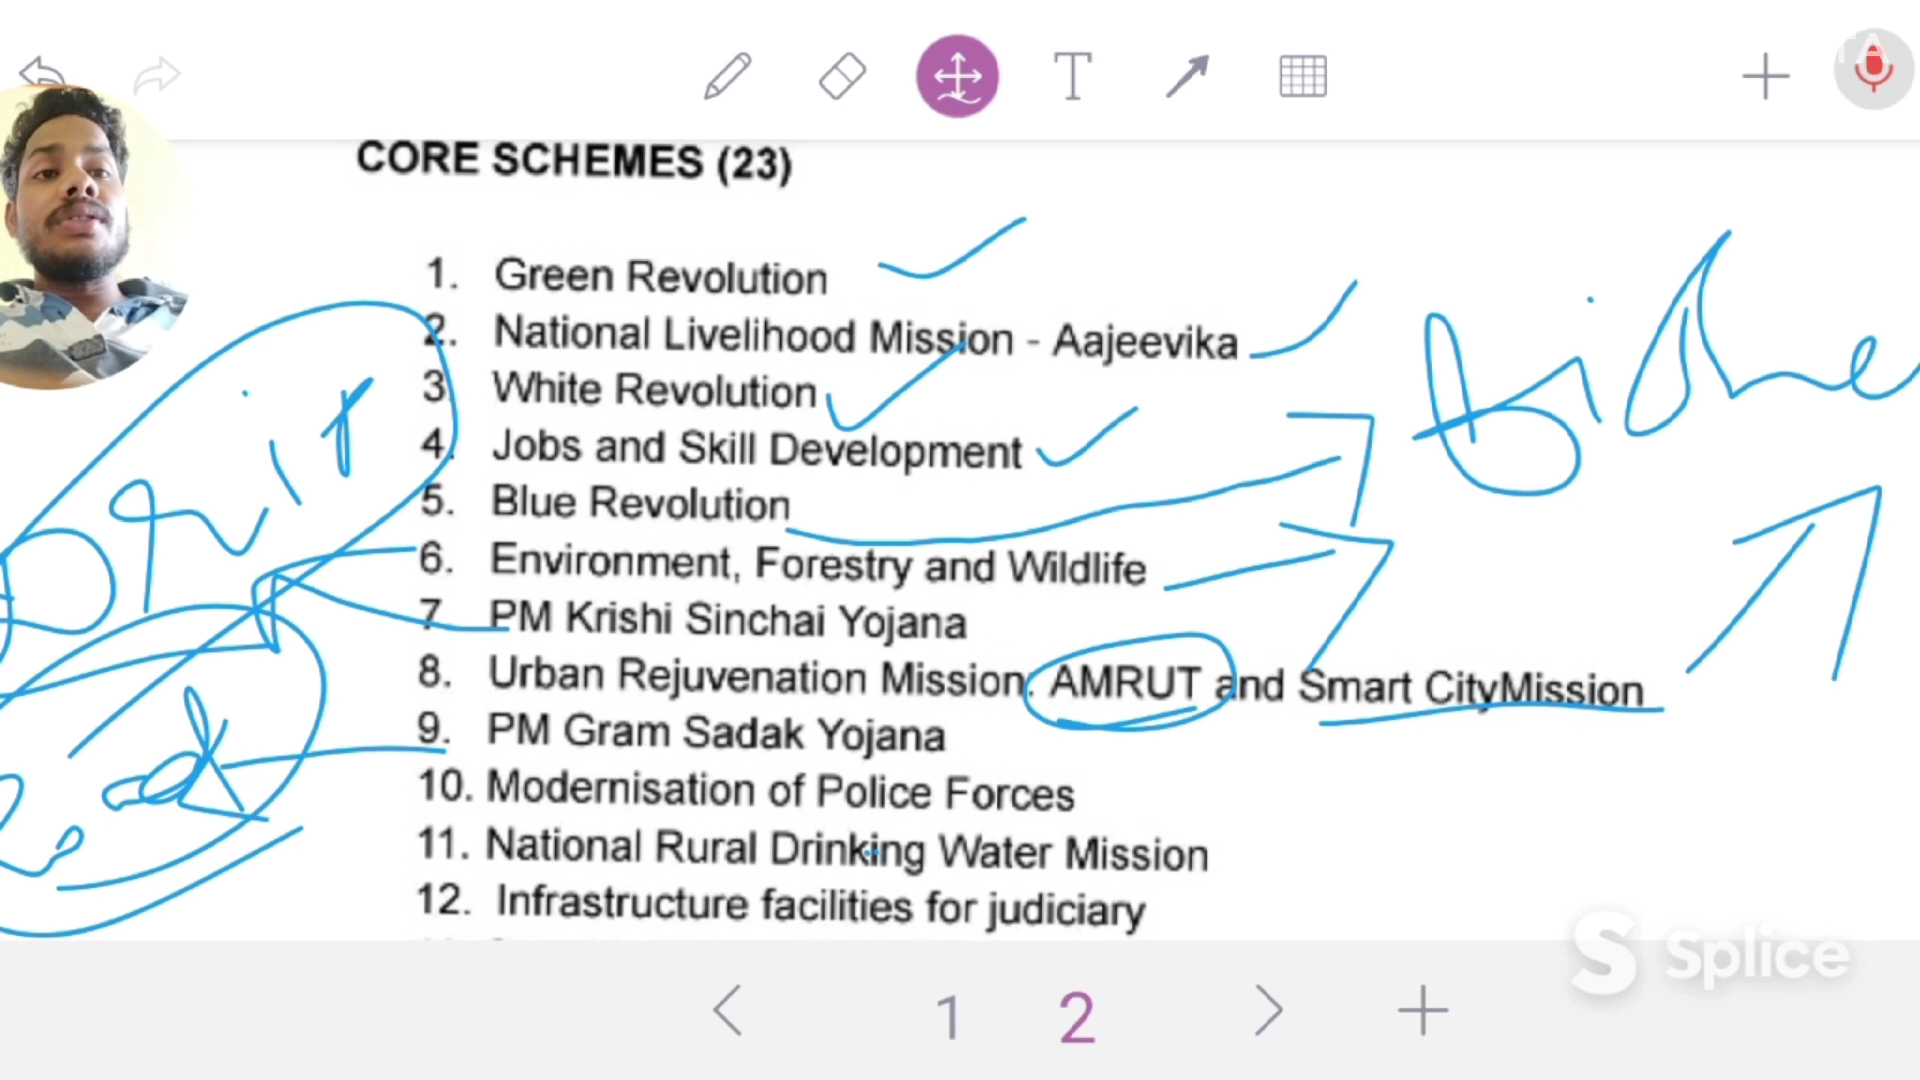 CORE SCHEMES (23)
1. Green Revolution
2. National Livelihood Mission - Aajeevika
3. White Revolution
4. Jobs and Skill Development
5. Blue Revolution
6. Environment, Forestry and Wildlife
7. PM Krishi Sinchai Yojana
8. Urban Rejuvenation Mission: AMRUT and Smart CityMission
9. PM Gram Sadak Yojana
10. Modernisation of Police Forces
11. National Rural Drinking Water Mission
12. Infrastructure facilities for judiciary
Splice
1 2